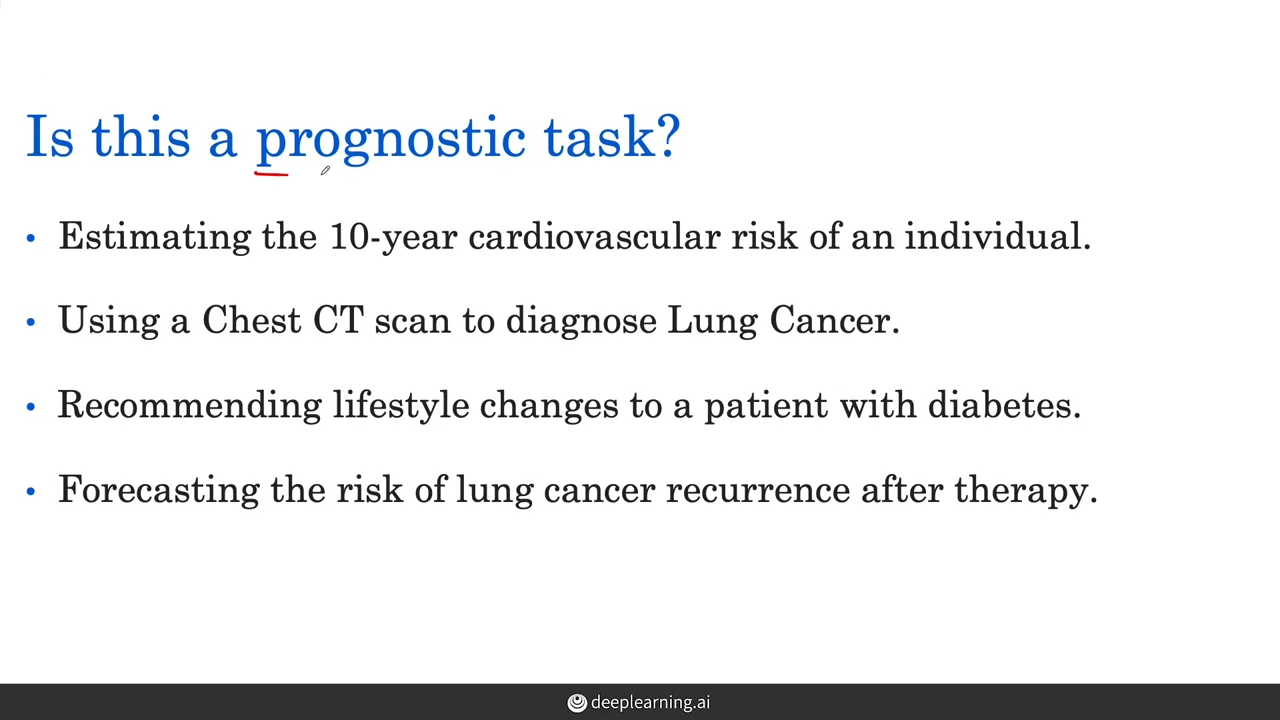 Is this a prognostic task?
• Estimating the 10-year cardiovascular risk of an individual.
• Using a Chest CT scan to diagnose Lung Cancer.
• Recommending lifestyle changes to a patient with diabetes.
• Forecasting the risk of lung cancer recurrence after therapy.
deeplearning.ai